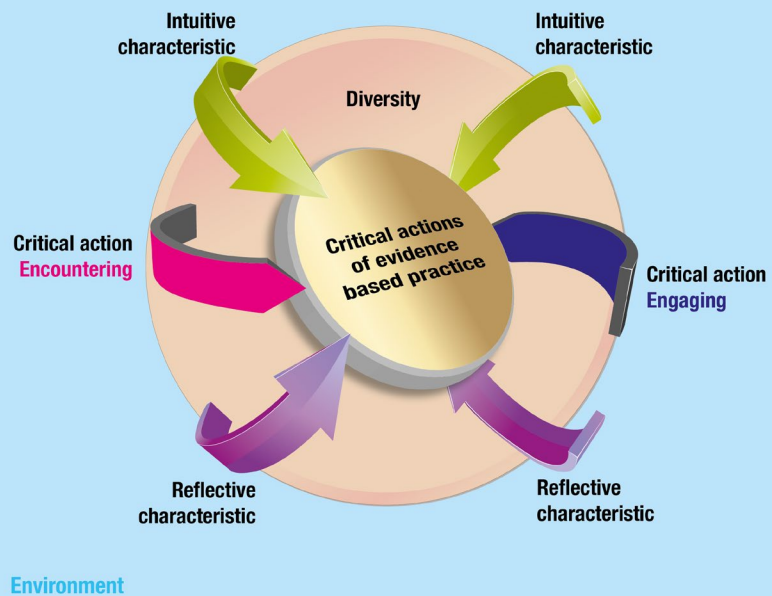 Intuitive
characteristic
Intuitive
characteristic
Diversity
Critical actions
of evidence
based practice
Critical action
Encountering
Critical action
Engaging
Reflective
characteristic
Reflective
characteristic
Environment